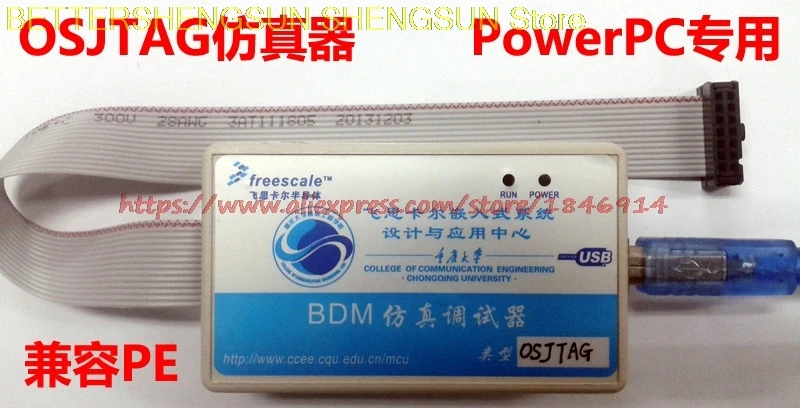 BETTERSHENGSUN SHENGSUN Store
OSJTAG仿真器
PowerPC专用
300V 28AWG 3AT111805 20131203
freescale™
飞思卡尔半导体
RUN POWER
https://www.aliexpress.com/store/1846914
飞思卡尔嵌入式系统
设计与应用中心
重庆大学
COLLEGE OF COMMUNICATION ENGINEERING
CHONGQING UNIVERSITY
USB
BDM 仿真调试器
兼容PE
http://www.ccee.cqu.edu.cn/mcu
类型 OSJTAG